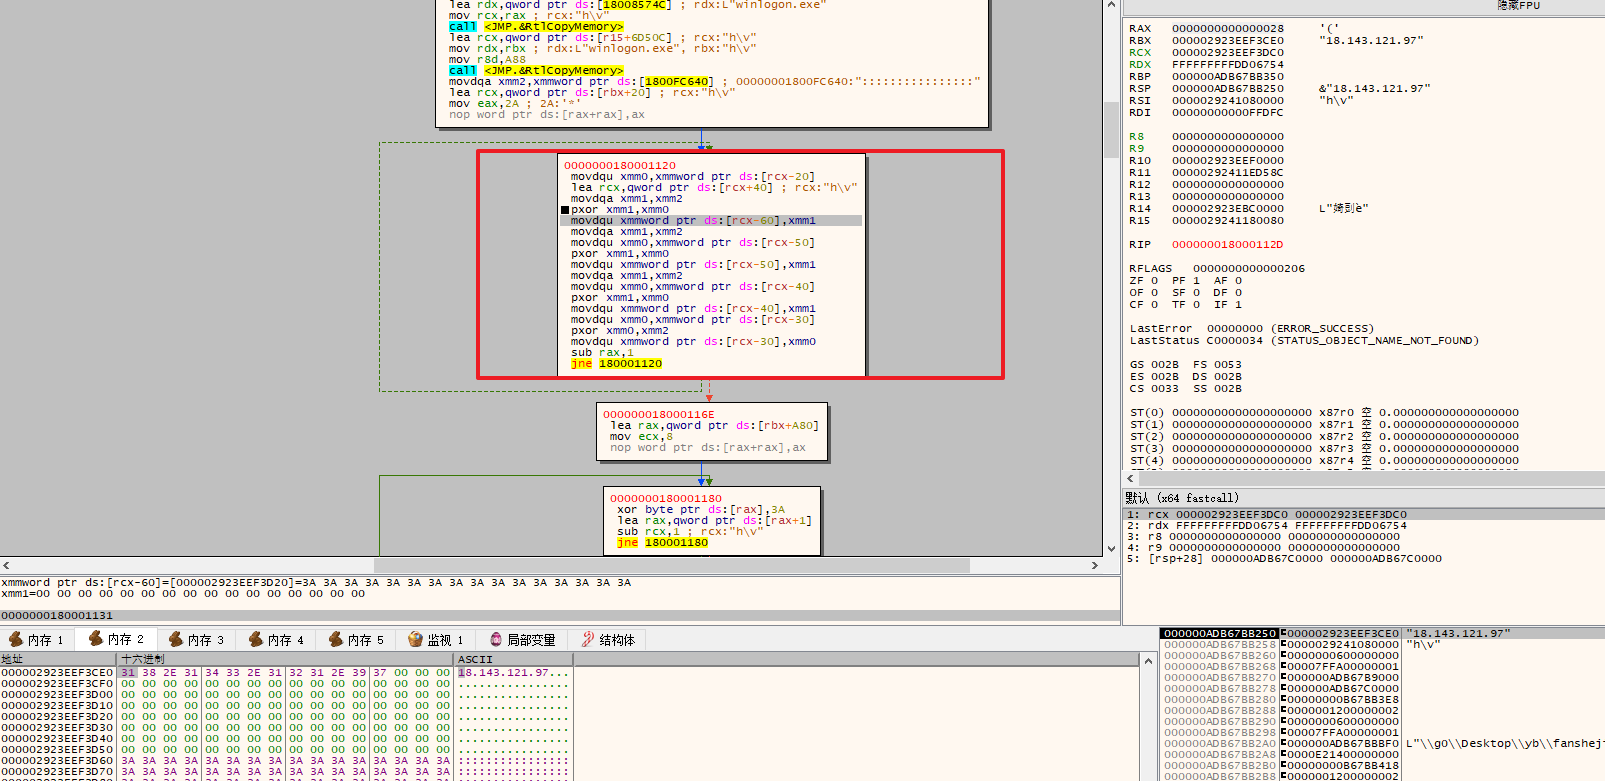 隐藏FPU
lea rdx,qword ptr ds:[18008574C] ; rdx:L"winlogon.exe"
mov rcx,rax ; rcx:"h\v"
call <JMP.&RtlCopyMemory>
lea rcx,qword ptr ds:[r15+6D50C] ; rcx:"h\v"
mov rdx,rbx ; rdx:L"winlogon.exe", rbx:"h\v"
mov r8d,A88
call <JMP.&RtlCopyMemory>
movdqa xmm2,xmmword ptr ds:[1800FC640] ; 00000001800FC640:"::::::::::::::::"
lea rcx,qword ptr ds:[rbx+20] ; rcx:"h\v"
mov eax,2A ; 2A:'*'
nop word ptr ds:[rax+rax],ax
0000000180001120
movdqu xmm0,xmmword ptr ds:[rcx-20]
lea rcx,qword ptr ds:[rcx+40] ; rcx:"h\v"
movdqa xmm1,xmm2
pxor xmm1,xmm0
movdqu xmmword ptr ds:[rcx-60],xmm1
movdqa xmm1,xmm2
movdqu xmm0,xmmword ptr ds:[rcx-50]
pxor xmm1,xmm0
movdqu xmmword ptr ds:[rcx-50],xmm1
movdqa xmm1,xmm2
movdqu xmm0,xmmword ptr ds:[rcx-40]
pxor xmm1,xmm0
movdqu xmmword ptr ds:[rcx-40],xmm1
movdqu xmm0,xmmword ptr ds:[rcx-30]
pxor xmm0,xmm2
movdqu xmmword ptr ds:[rcx-30],xmm0
sub rax,1
jne 180001120
000000018000116E
lea rax,qword ptr ds:[rbx+A80]
mov ecx,8
nop word ptr ds:[rax+rax],ax
0000000180001180
xor byte ptr ds:[rax],3A
lea rax,qword ptr ds:[rax+1]
sub rcx,1 ; rcx:"h\v"
jne 180001180
RAX 0000000000000028 '('
RBX 000002923EEF3CE0 "18.143.121.97"
RCX 000002923EEF3DC0
RDX FFFFFFFFFDD06754
RBP 000000ADB67BB350
RSP 000000ADB67BB250 &"18.143.121.97"
RSI 0000029241080000 "h\v"
RDI 00000000000FFDFC
R8 0000000000000000
R9 0000000000000000
R10 000002923EEF0000
R11 00000292411ED58C
R12 0000000000000000
R13 0000000000000000
R14 000002923EBC0000
R15 0000029241180080
RIP 000000018000112D
RFLAGS 0000000000000206
ZF 0 PF 1 AF 0
OF 0 SF 0 DF 0
CF 0 TF 0 IF 1
LastError 00000000 (ERROR_SUCCESS)
LastStatus C0000034 (STATUS_OBJECT_NAME_NOT_FOUND)
GS 002B FS 0053
ES 002B DS 002B
CS 0033 SS 002B
ST(0) 00000000000000000000 x87r0 空 0.000000000000000000
ST(1) 00000000000000000000 x87r1 空 0.000000000000000000
ST(2) 00000000000000000000 x87r2 空 0.000000000000000000
ST(3) 00000000000000000000 x87r3 空 0.000000000000000000
ST(4) 00000000000000000000 x87r4 空 0.000000000000000000
默认 (x64 fastcall)
1: rcx 000002923EEF3DC0 000002923EEF3DC0
2: rdx FFFFFFFFFDD06754 FFFFFFFFFDD06754
3: r8 0000000000000000 0000000000000000
4: r9 0000000000000000 0000000000000000
5: [rsp+28] 000000ADB67C0000 000000ADB67C0000
xmmword ptr ds:[rcx-60]=[000002923EEF3D20]=3A 3A 3A 3A 3A 3A 3A 3A 3A 3A 3A 3A 3A 3A 3A 3A
xmm1=00 00 00 00 00 00 00 00 00 00 00 00 00 00 00 00
0000000180001131
内存 1 内存 2 内存 3 内存 4 内存 5 监视 1 局部变量 结构体
地址 十六进制 ASCII
000002923EEF3CE0 31 38 2E 31 34 33 2E 31 32 31 2E 39 37 00 00 00 18.143.121.97...
000002923EEF3CF0 00 00 00 00 00 00 00 00 00 00 00 00 00 00 00 00 ................
000002923EEF3D00 00 00 00 00 00 00 00 00 00 00 00 00 00 00 00 00 ................
000002923EEF3D10 00 00 00 00 00 00 00 00 00 00 00 00 00 00 00 00 ................
000002923EEF3D20 00 00 00 00 00 00 00 00 00 00 00 00 00 00 00 00 ................
000002923EEF3D30 00 00 00 00 00 00 00 00 00 00 00 00 00 00 00 00 ................
000002923EEF3D40 00 00 00 00 00 00 00 00 00 00 00 00 00 00 00 00 ................
000002923EEF3D50 00 00 00 00 00 00 00 00 00 00 00 00 00 00 00 00 ................
000002923EEF3D60 3A 3A 3A 3A 3A 3A 3A 3A 3A 3A 3A 3A 3A 3A 3A 3A ::::::::::::::::
000002923EEF3D70 3A 3A 3A 3A 3A 3A 3A 3A 3A 3A 3A 3A 3A 3A 3A 3A ::::::::::::::::
000000ADB67BB250 000002923EEF3CE0 "18.143.121.97"
000000ADB67BB258 0000029241080000 "h\v"
000000ADB67BB260 0000000600000000
000000ADB67BB268 00007FFA00000001
000000ADB67BB270 000000ADB67B9000
000000ADB67BB278 000000ADB67C0000
000000ADB67BB280 00000000B67BB3E8
000000ADB67BB288 0000001200000002
000000ADB67BB290 0000000600000000
000000ADB67BB298 00007FFA00000001
000000ADB67BB2A0 000000ADB67BBBF0 L"\\g0\\Desktop\\yb\\fanshej
000000ADB67BB2A8 0000E21400000000
000000ADB67BB2B0 00000000B67BB418
000000ADB67BB2B8 0000001200000002